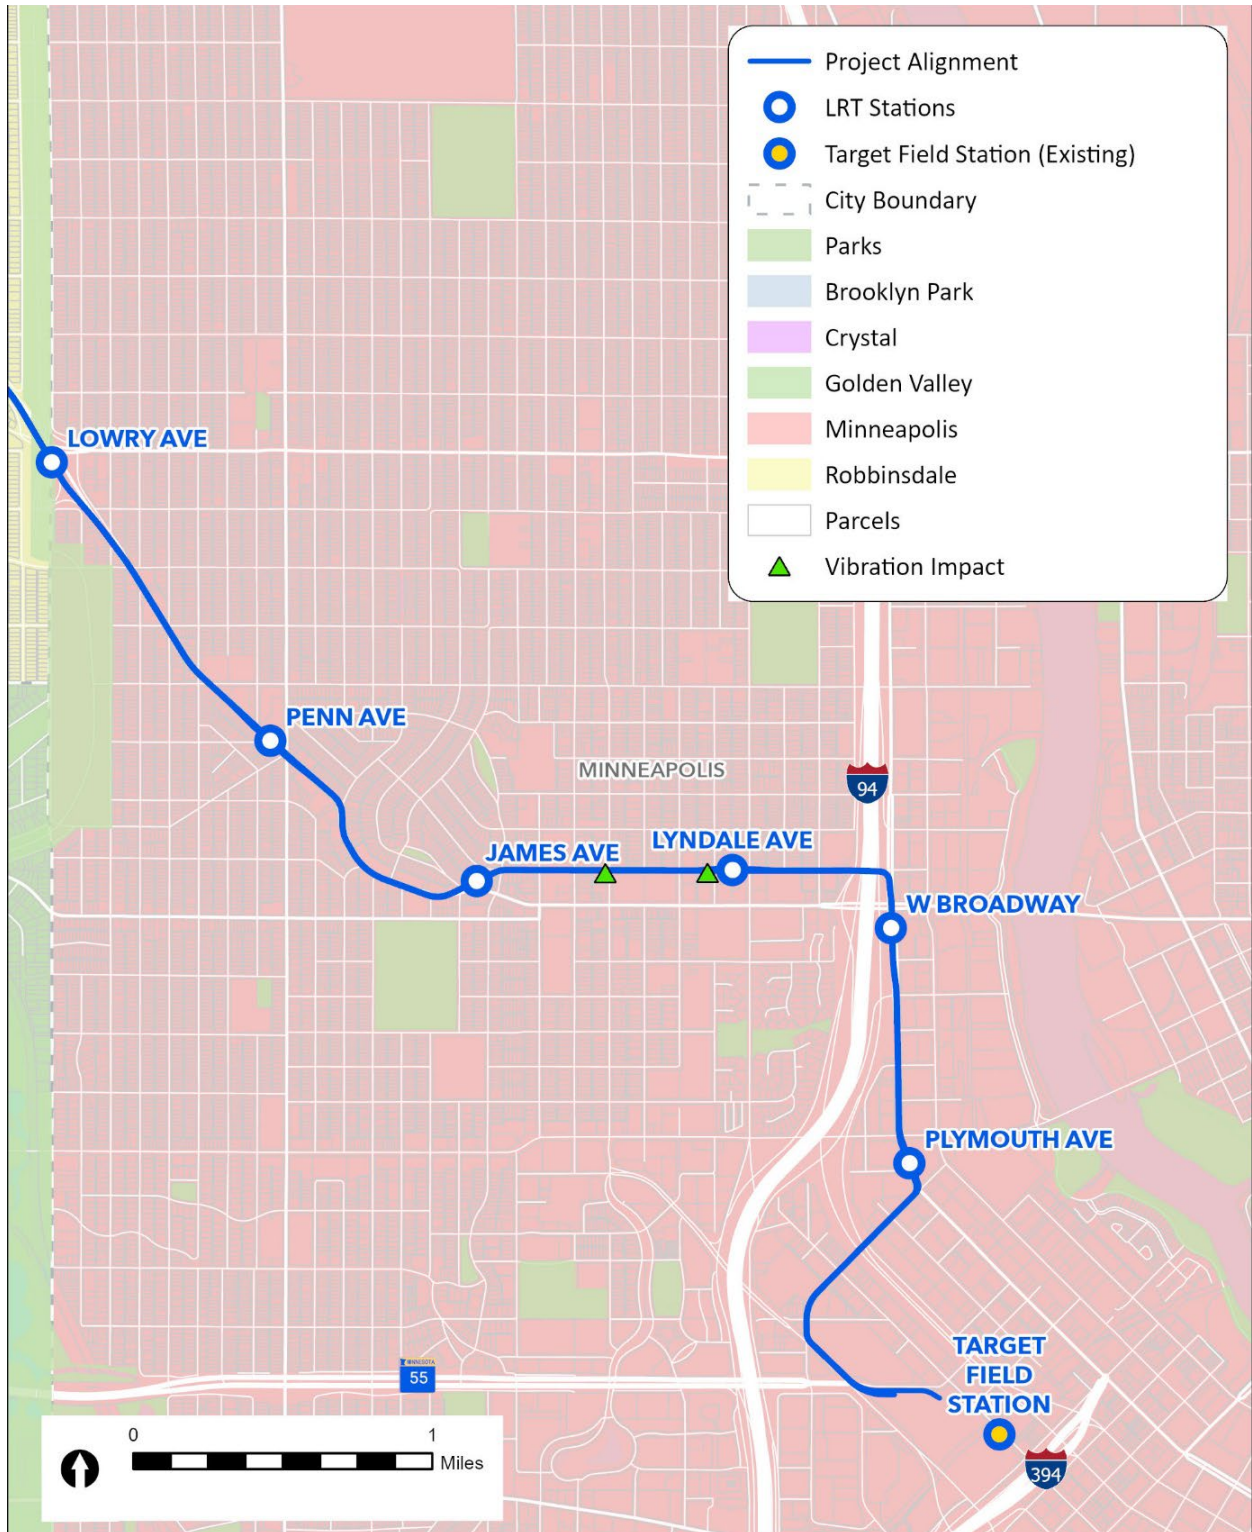 Project Alignment
LRT Stations
Target Field Station (Existing)
City Boundary
Parks
Brooklyn Park
Crystal
Golden Valley
Minneapolis
Robbinsdale
Parcels
Vibration Impact
LOWRY AVE
PENN AVE
MINNEAPOLIS
94
JAMES AVE
LYNDALE AVE
W BROADWAY
PLYMOUTH AVE
TARGET
FIELD
STATION
MINNESOTA
55
394
0 1
Miles